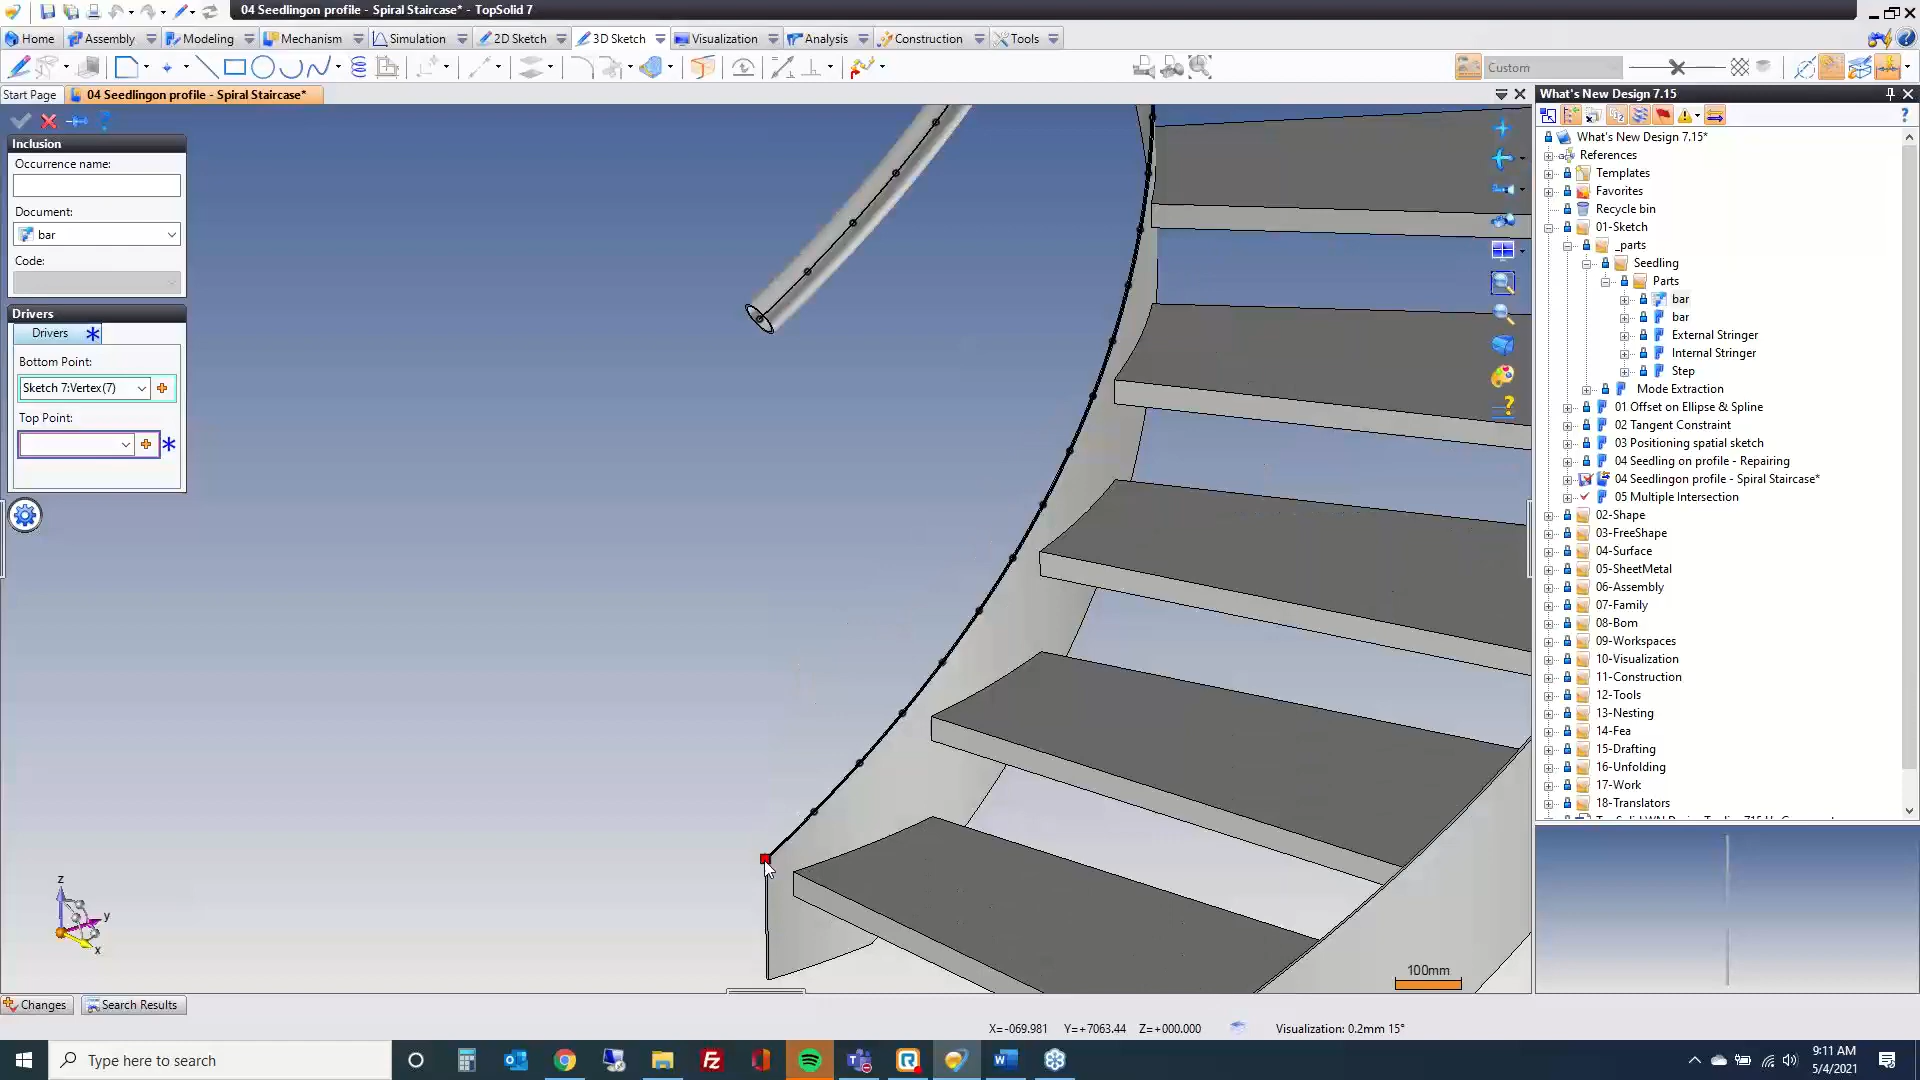 04 Seedlingon profile - Spiral Staircase* - TopSolid 7
Home Assembly Modeling Mechanism Simulation 2D Sketch 3D Sketch Visualization Analysis Construction Tools
Custom
Start Page 04 Seedlingon profile - Spiral Staircase*
What's New Design 7.15
Inclusion
Occurrence name:
Document:
bar
Code:
Drivers
Drivers
Bottom Point:
Sketch 7:Vertex(7)
Top Point:
What's New Design 7.15*
References
Templates
Favorites
Recycle bin
01-Sketch
_parts
Seedling
Parts
bar
bar
External Stringer
Internal Stringer
Step
Mode Extraction
01 Offset on Ellipse & Spline
02 Tangent Constraint
03 Positioning spatial sketch
04 Seedling on profile - Repairing
04 Seedlingon profile - Spiral Staircase*
05 Multiple Intersection
02-Shape
03-FreeShape
04-Surface
05-SheetMetal
06-Assembly
07-Family
08-Bom
09-Workspaces
10-Visualization
11-Construction
12-Tools
13-Nesting
14-Fea
15-Drafting
16-Unfolding
17-Work
18-Translators
z
y
x
100mm
Changes Search Results
X=-069.981 Y=+7063.44 Z=+000.000 Visualization: 0.2mm 15°
Type here to search
9:11 AM
5/4/2021